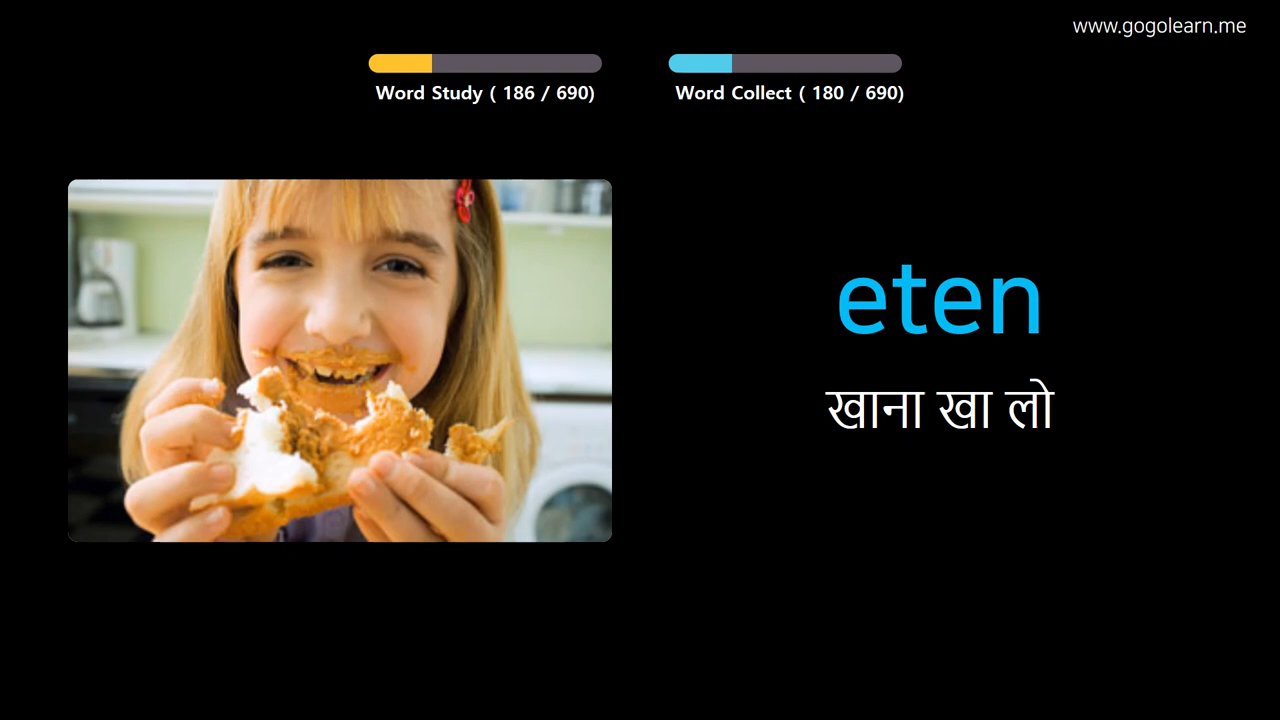 www.gogolearn.me
Word Study ( 186 / 690)
Word Collect ( 180 / 690)
eten
खाना खा लो